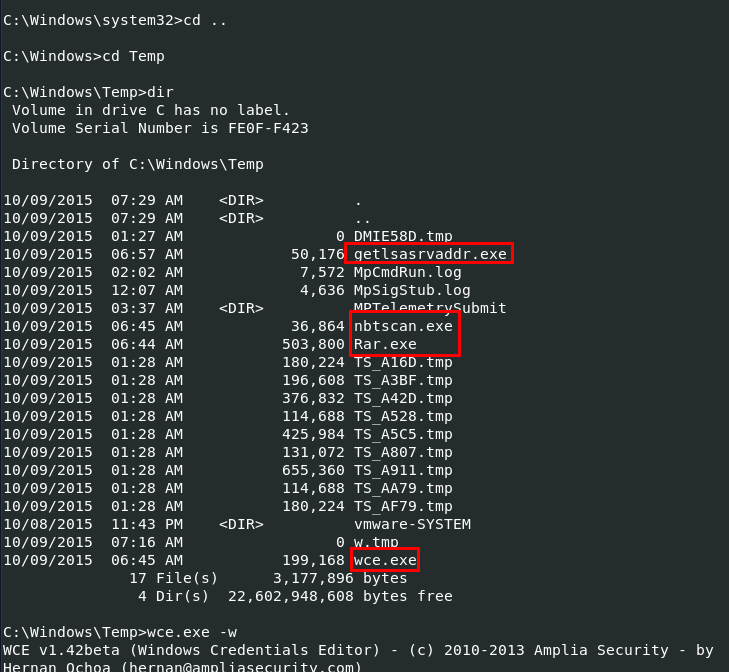 C:\Windows\system32>cd ..
C:\Windows>cd Temp
C:\Windows\Temp>dir
Volume in drive C has no label.
Volume Serial Number is FE0F-F423
Directory of C:\Windows\Temp
10/09/2015  07:29 AM    <DIR>          .
10/09/2015  07:29 AM    <DIR>          ..
10/09/2015  01:27 AM                 0 DMIE58D.tmp
10/09/2015  06:57 AM            50,176 getlsasrvaddr.exe
10/09/2015  02:02 AM             7,572 MpCmdRun.log
10/09/2015  12:07 AM             4,636 MpSigStub.log
10/09/2015  03:37 AM    <DIR>          MPTelemetrySubmit
10/09/2015  06:45 AM            36,864 nbtscan.exe
10/09/2015  06:44 AM           503,800 Rar.exe
10/09/2015  01:28 AM           180,224 TS_A16D.tmp
10/09/2015  01:28 AM           196,608 TS_A3BF.tmp
10/09/2015  01:28 AM           376,832 TS_A42D.tmp
10/09/2015  01:28 AM           114,688 TS_A528.tmp
10/09/2015  01:28 AM           425,984 TS_A5C5.tmp
10/09/2015  01:28 AM           131,072 TS_A807.tmp
10/09/2015  01:28 AM           655,360 TS_A911.tmp
10/09/2015  01:28 AM           114,688 TS_AA79.tmp
10/09/2015  01:28 AM           180,224 TS_AF79.tmp
10/08/2015  11:43 PM    <DIR>          vmware-SYSTEM
10/09/2015  07:16 AM                 0 w.tmp
10/09/2015  06:45 AM           199,168 wce.exe
17 File(s)      3,177,896 bytes
4 Dir(s)  22,602,948,608 bytes free
C:\Windows\Temp>wce.exe -w
WCE v1.42beta (Windows Credentials Editor) - (c) 2010-2013 Amplia Security - by
Hernan Ochoa (hernan@ampliasecurity.com)